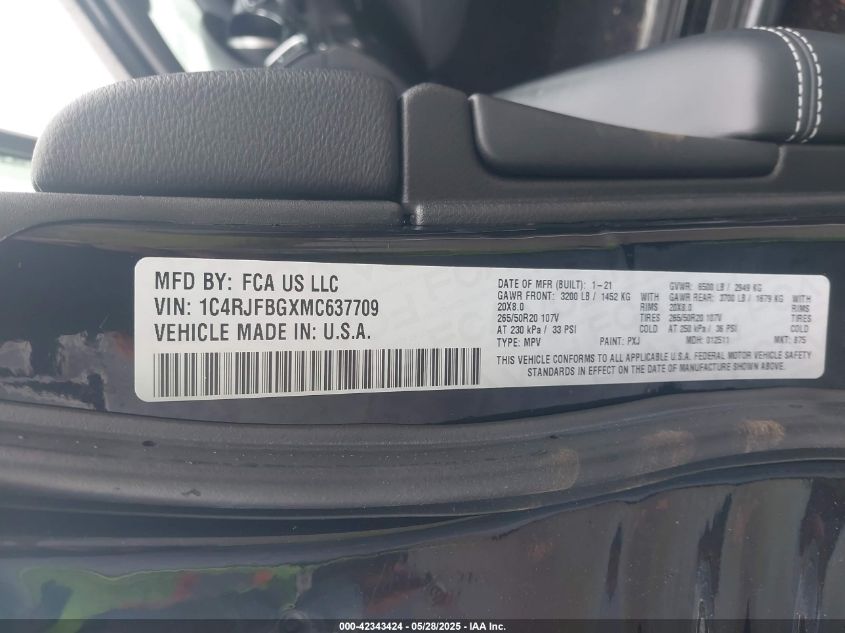 MFD BY: FCA US LLC
VIN: 1C4RJFBGXMC637709
VEHICLE MADE IN: U.S.A.
DATE OF MFR (BUILT): 1-21 GVWR: 6500 LB / 2949 KG
GAWR FRONT: 3200 LB / 1452 KG WITH GAWR REAR: 3700 LB / 1679 KG WITH
20X8.0 RIMS 20X8.0 RIMS
265/50R20 107V TIRES 265/50R20 107V TIRES
AT 230 kPa / 33 PSI AT 250 kPa / 36 PSI
TYPE: MPV PAINT: PXJ MDH: 012511 MKT: 875
THIS VEHICLE CONFORMS TO ALL APPLICABLE U.S.A. FEDERAL MOTOR VEHICLE SAFETY
STANDARDS IN EFFECT ON THE DATE OF MANUFACTURE SHOWN ABOVE.
000-42343424 | 05/28/2025 | IAA Inc.